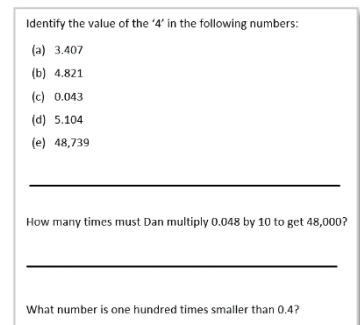 Identify the value of the ‘4’ in the following numbers:
(a) 3.407
(b) 4.821
(c) 0.043
(d) 5.104
(e) 48,739
How many times must Dan multiply 0.048 by 10 to get 48,000?
What number is one hundred times smaller than 0.4?